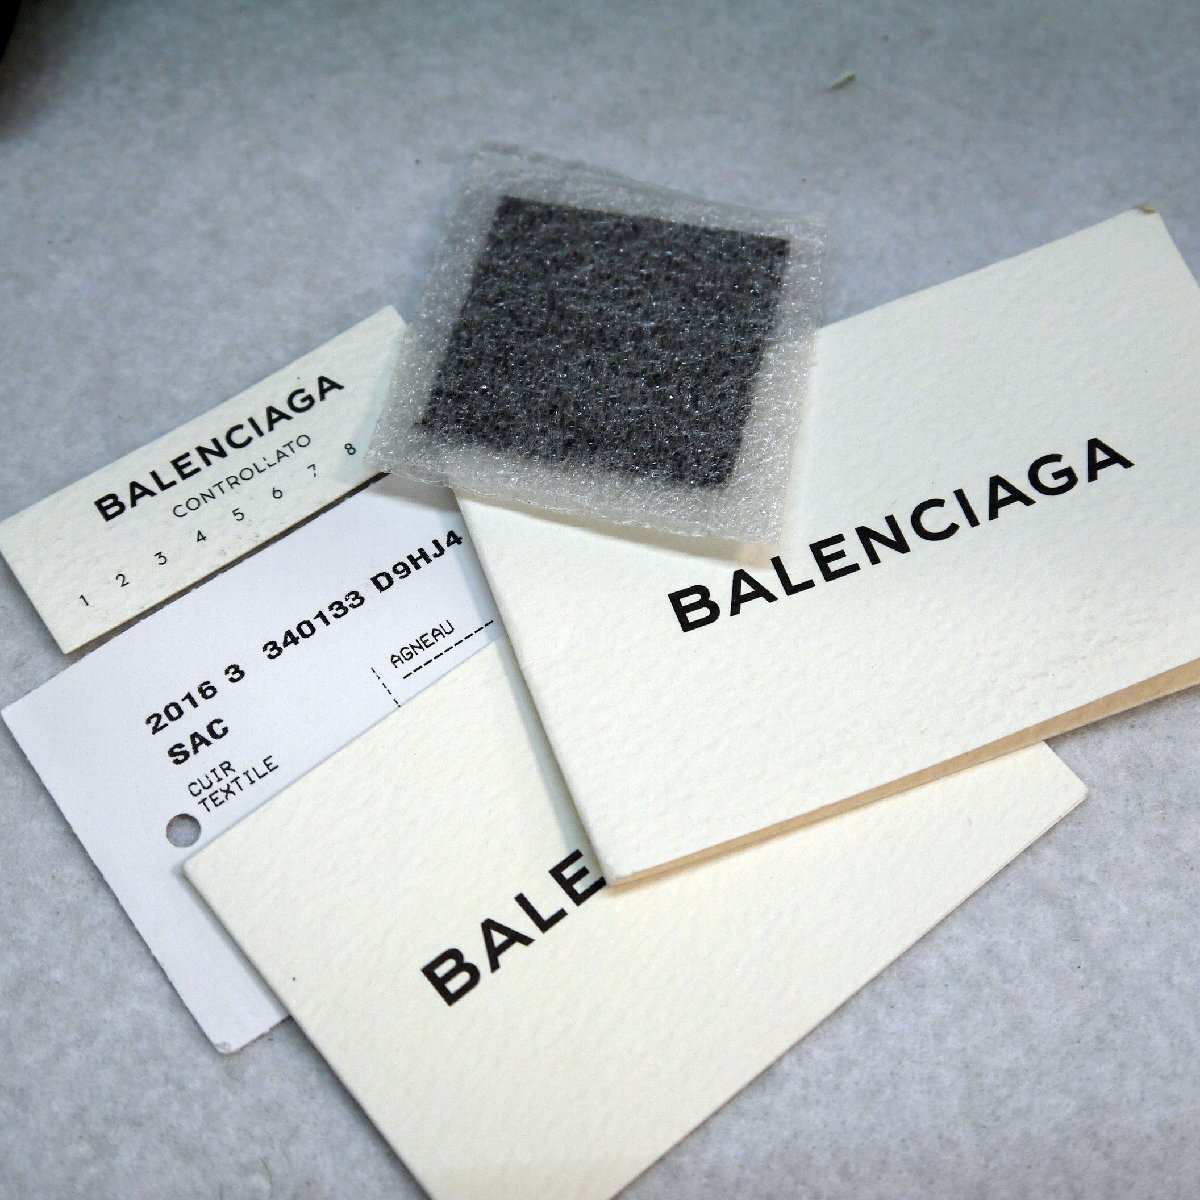 BALENCIAGA
CONTROLLATO
1 2 3 4 5 6 7 8
2016 3 340133 D9HJ4
SAC
CUIR
TEXTILE
AGNEAU
BALENCIAGA
BALE